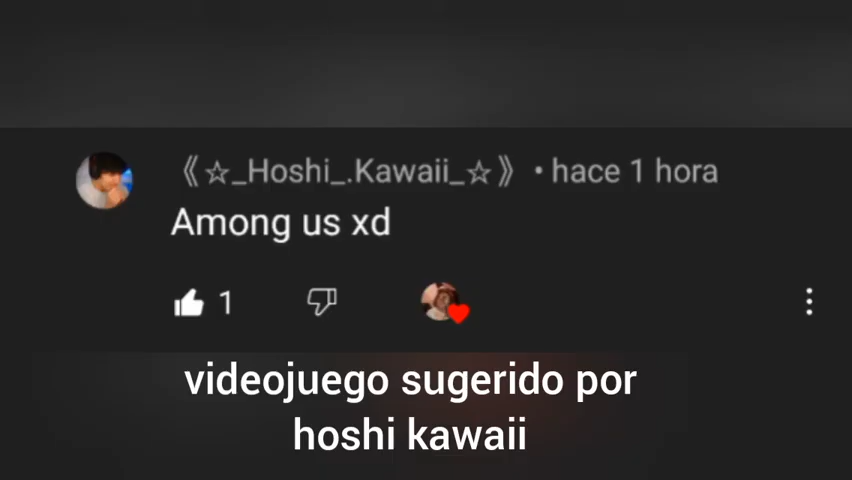 《☆_Hoshi_.Kawaii_☆》 • hace 1 hora
Among us xd
1
videojuego sugerido por
hoshi kawaii